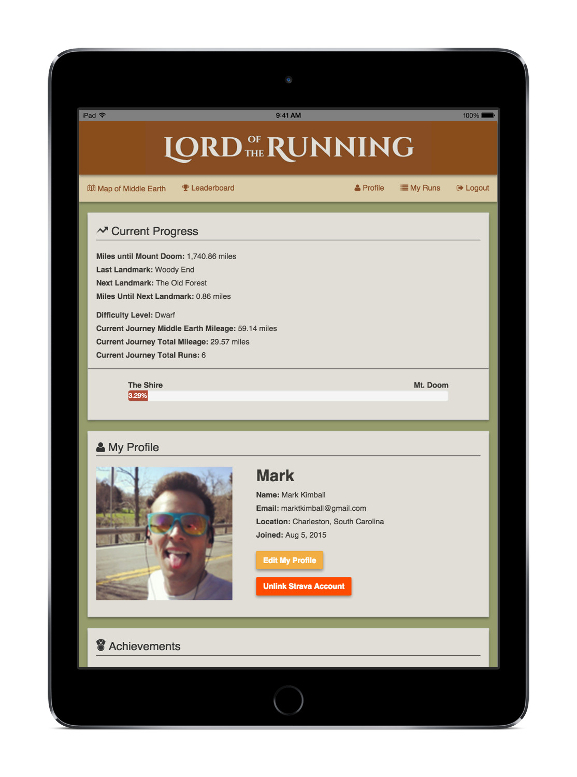 iPad
9:41 AM
100%
LORD OF THE RUNNING
Map of Middle Earth
Leaderboard
Profile
My Runs
Logout
Current Progress
Miles until Mount Doom: 1,740.86 miles
Last Landmark: Woody End
Next Landmark: The Old Forest
Miles Until Next Landmark: 0.86 miles
Difficulty Level: Dwarf
Current Journey Middle Earth Mileage: 59.14 miles
Current Journey Total Mileage: 29.57 miles
Current Journey Total Runs: 6
The Shire
Mt. Doom
3.29%
My Profile
Mark
Name: Mark Kimball
Email: marktkimball@gmail.com
Location: Charleston, South Carolina
Joined: Aug 5, 2015
Edit My Profile
Unlink Strava Account
Achievements